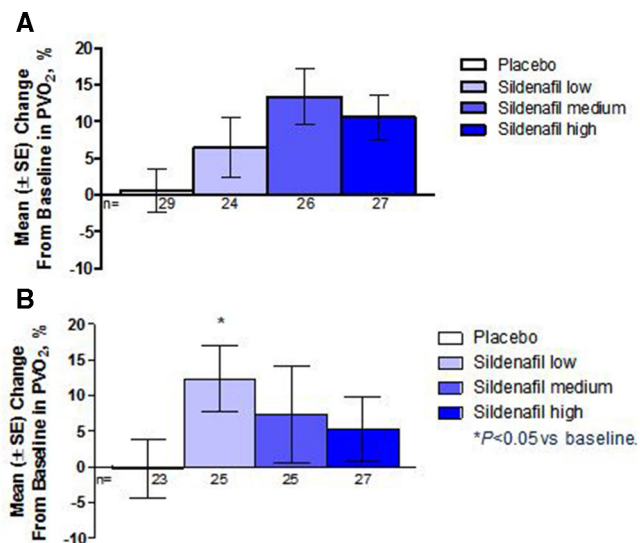 A
Mean (± SE) Change
From Baseline in PVO2, %
20
15
10
5
0
-5
-10
n= 29 24 26 27
Placebo
Sildenafil low
Sildenafil medium
Sildenafil high
B
Mean (± SE) Change
From Baseline in PVO2, %
20
15
10
5
0
-5
-10
*
n= 23 25 25 27
Placebo
Sildenafil low
Sildenafil medium
Sildenafil high
*P<0.05 vs baseline.